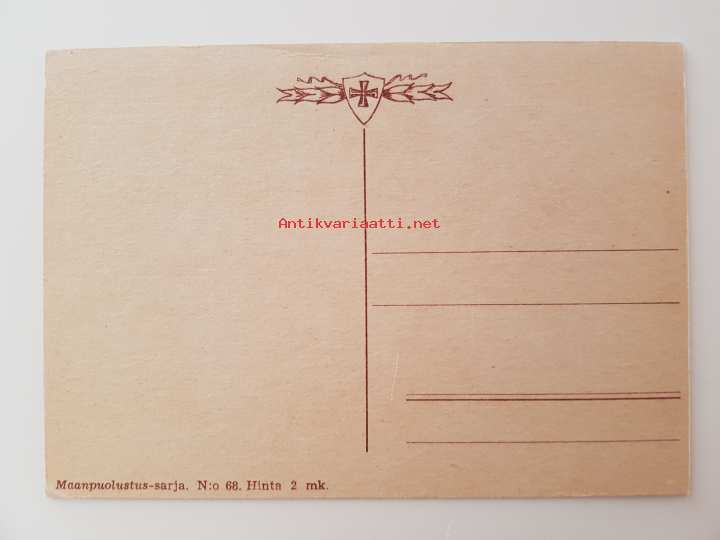 Antikvariaatti.net
Maanpuolustus-sarja. N:o 68. Hinta 2 mk.